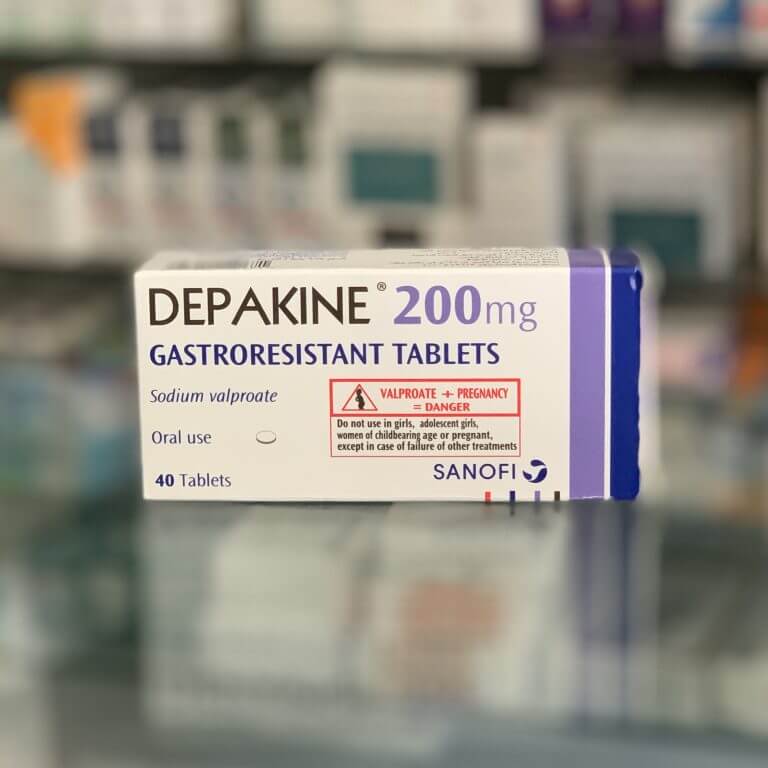 DEPAKINE® 200mg
GASTRORESISTANT TABLETS
Sodium valproate
Oral use
40 Tablets
VALPROATE + PREGNANCY
= DANGER
Do not use in girls, adolescent girls,
women of childbearing age or pregnant,
except in case of failure of other treatments
SANOFI